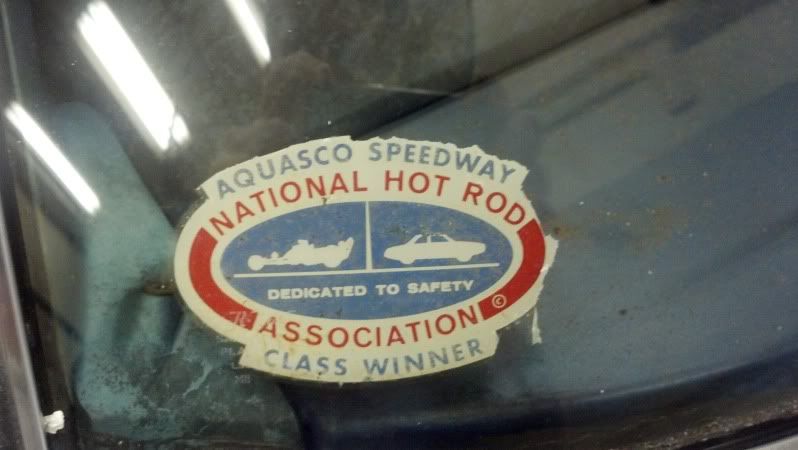 AQUASCO SPEEDWAY
NATIONAL HOT ROD
DEDICATED TO SAFETY
©
ASSOCIATION
CLASS WINNER